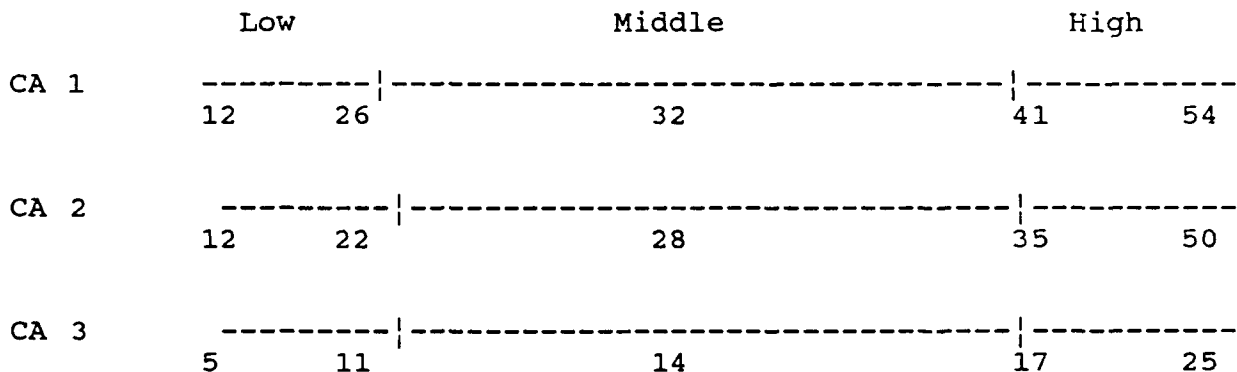 Low Middle High
CA 1 ----------¦-----------------------------------¦------------
12 26 32 41 54
CA 2 ----------¦----------------------------------¦------------
12 22 28 35 50
CA 3 ----------¦----------------------------------¦------------
5 11 14 17 25